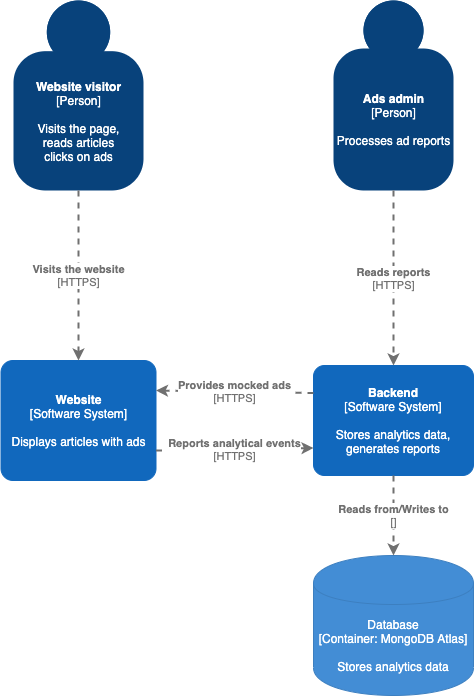 Website visitor
[Person]
Visits the page,
reads articles
clicks on ads
Ads admin
[Person]
Processes ad reports
Visits the website
[HTTPS]
Reads reports
[HTTPS]
Website
[Software System]
Displays articles with ads
Provides mocked ads
[HTTPS]
Reports analytical events
[HTTPS]
Backend
[Software System]
Stores analytics data,
generates reports
Reads from/Writes to
[]
Database
[Container: MongoDB Atlas]
Stores analytics data